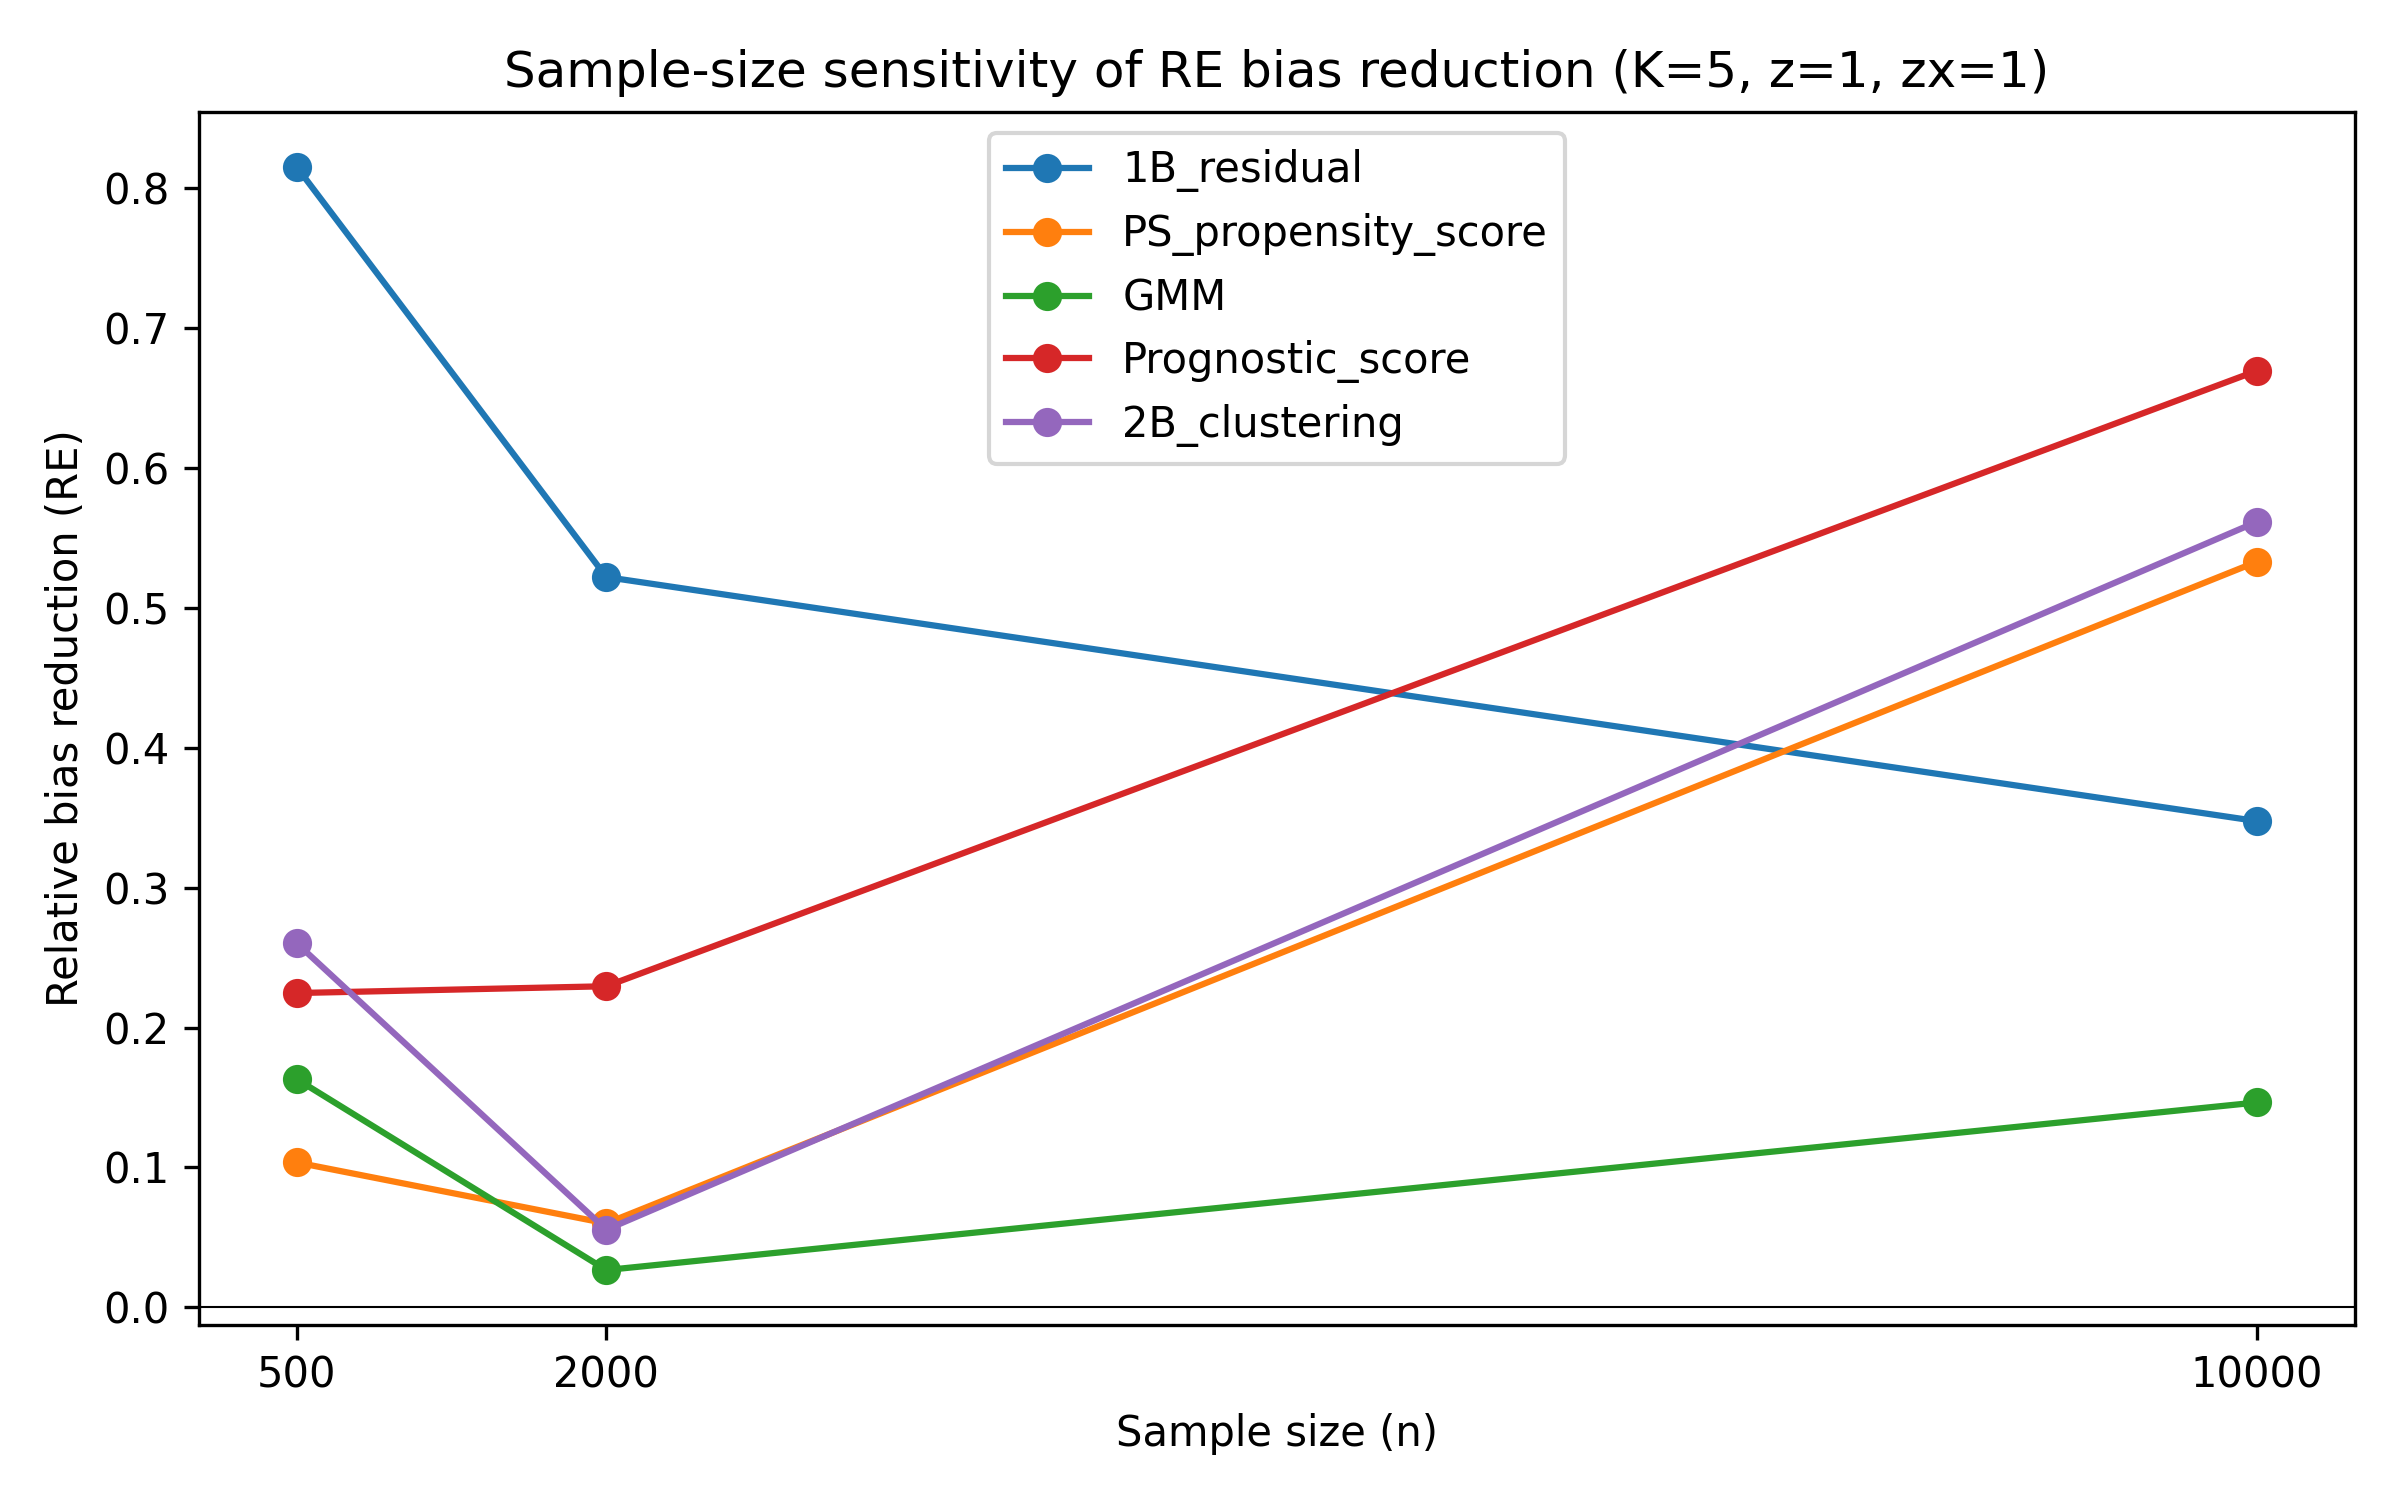 Sample-size sensitivity of RE bias reduction (K=5, z=1, zx=1)
1B_residual
PS_propensity_score
GMM
Prognostic_score
2B_clustering
Relative bias reduction (RE)
0.8
0.7
0.6
0.5
0.4
0.3
0.2
0.1
0.0
500 2000 10000
Sample size (n)